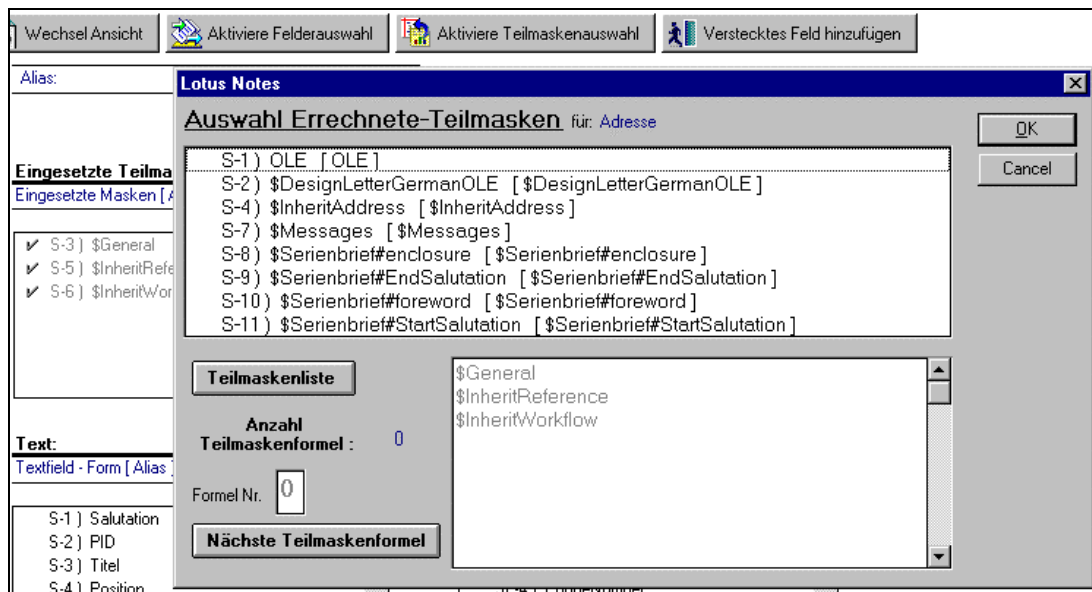 Wechsel Ansicht
Aktiviere Felderauswahl
Aktiviere Teilmaskenauswahl
Verstecktes Feld hinzufügen
Alias:
Eingesetzte Teilma
Eingesetzte Masken [ A
S-3 ) $General
S-5 ) $InheritRefe
S-6 ) $InheritWor
Text:
Textfield - Form [ Alias ]
S-1 ) Salutation
S-2 ) PID
S-3 ) Titel
S-4 ) Position
Lotus Notes
Auswahl Errechnete-Teilmasken für: Adresse
S-1 ) OLE [ OLE ]
S-2 ) $DesignLetterGermanOLE [ $DesignLetterGermanOLE ]
S-4 ) $InheritAddress [ $InheritAddress ]
S-7 ) $Messages [ $Messages ]
S-8 ) $Serienbrief#enclosure [ $Serienbrief#enclosure ]
S-9 ) $Serienbrief#EndSalutation [ $Serienbrief#EndSalutation ]
S-10 ) $Serienbrief#foreword [ $Serienbrief#foreword ]
S-11 ) $Serienbrief#StartSalutation [ $Serienbrief#StartSalutation ]
OK
Cancel
Teilmaskenliste
Anzahl
Teilmaskenformel : 0
Formel Nr. 0
Nächste Teilmaskenformel
$General
$InheritReference
$InheritWorkflow